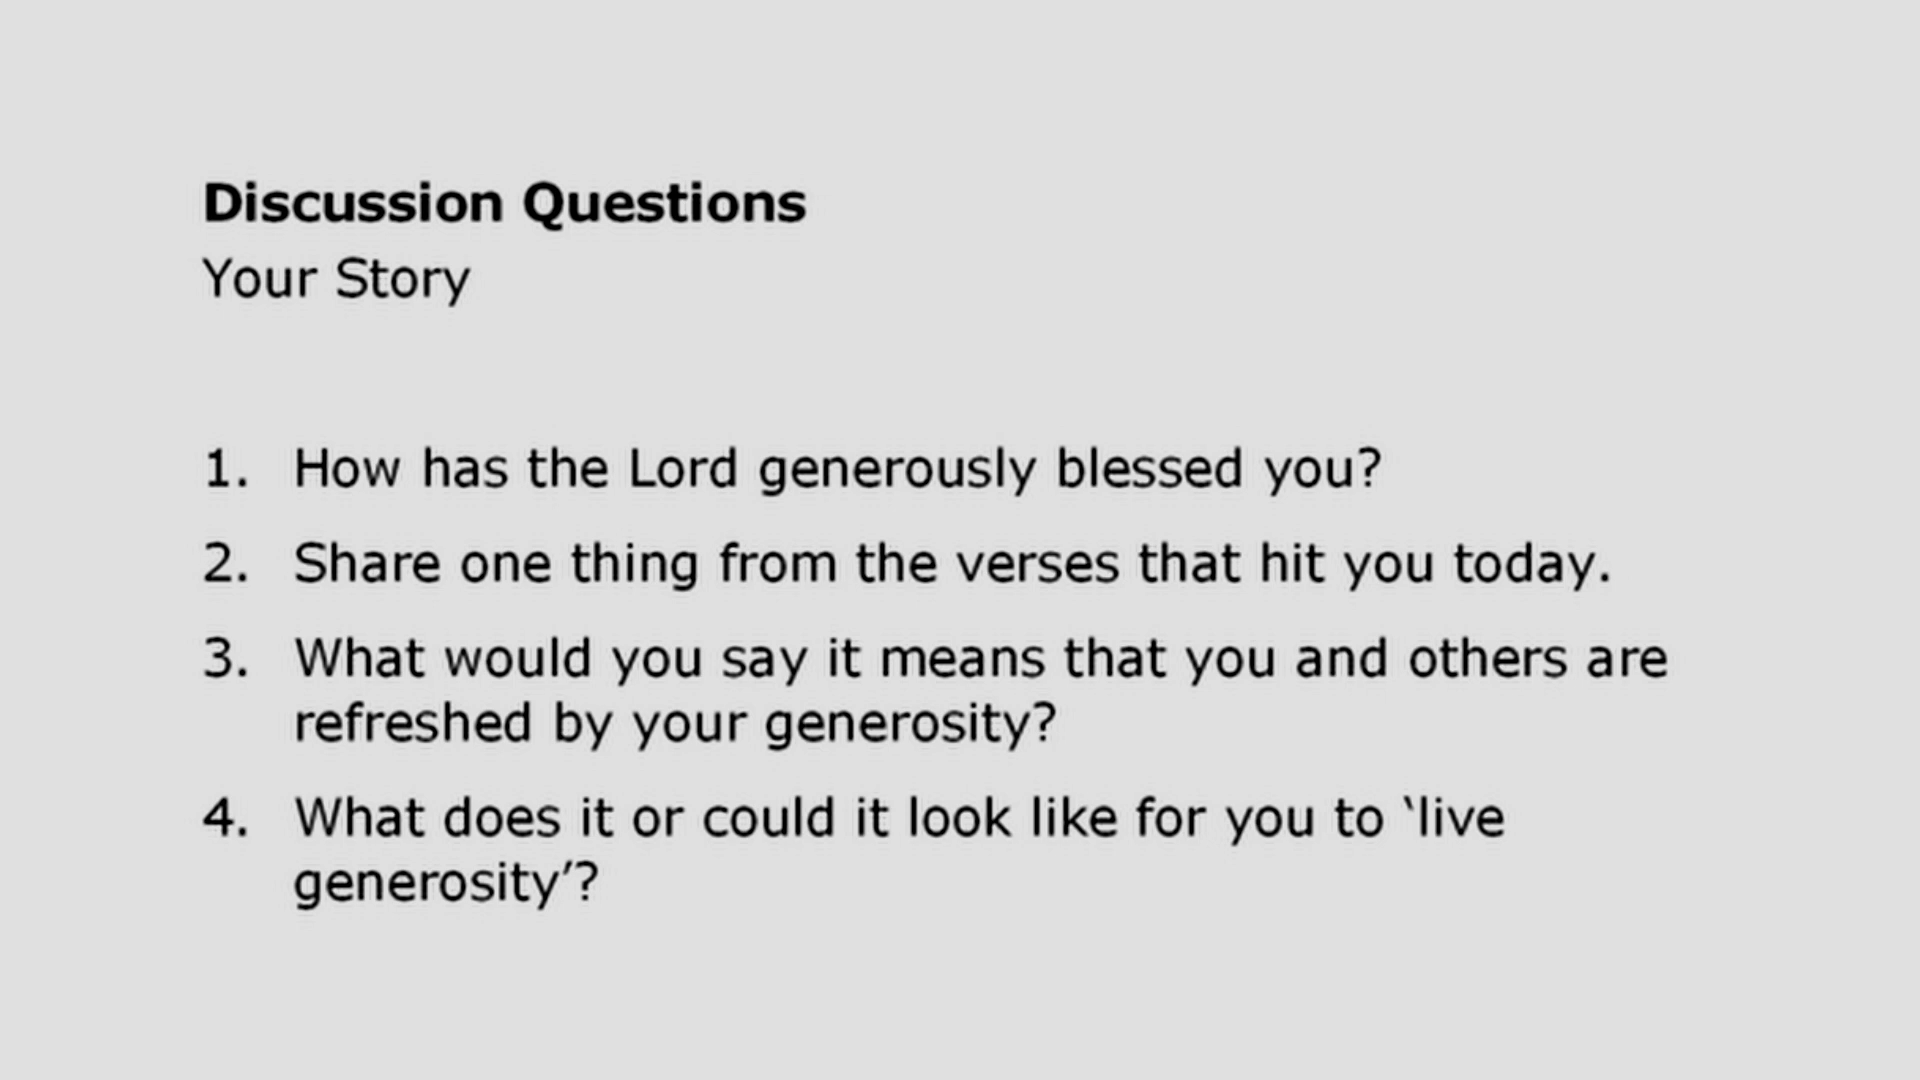 Discussion Questions
Your Story
1. How has the Lord generously blessed you?
2. Share one thing from the verses that hit you today.
3. What would you say it means that you and others are
refreshed by your generosity?
4. What does it or could it look like for you to ‘live
generosity’?